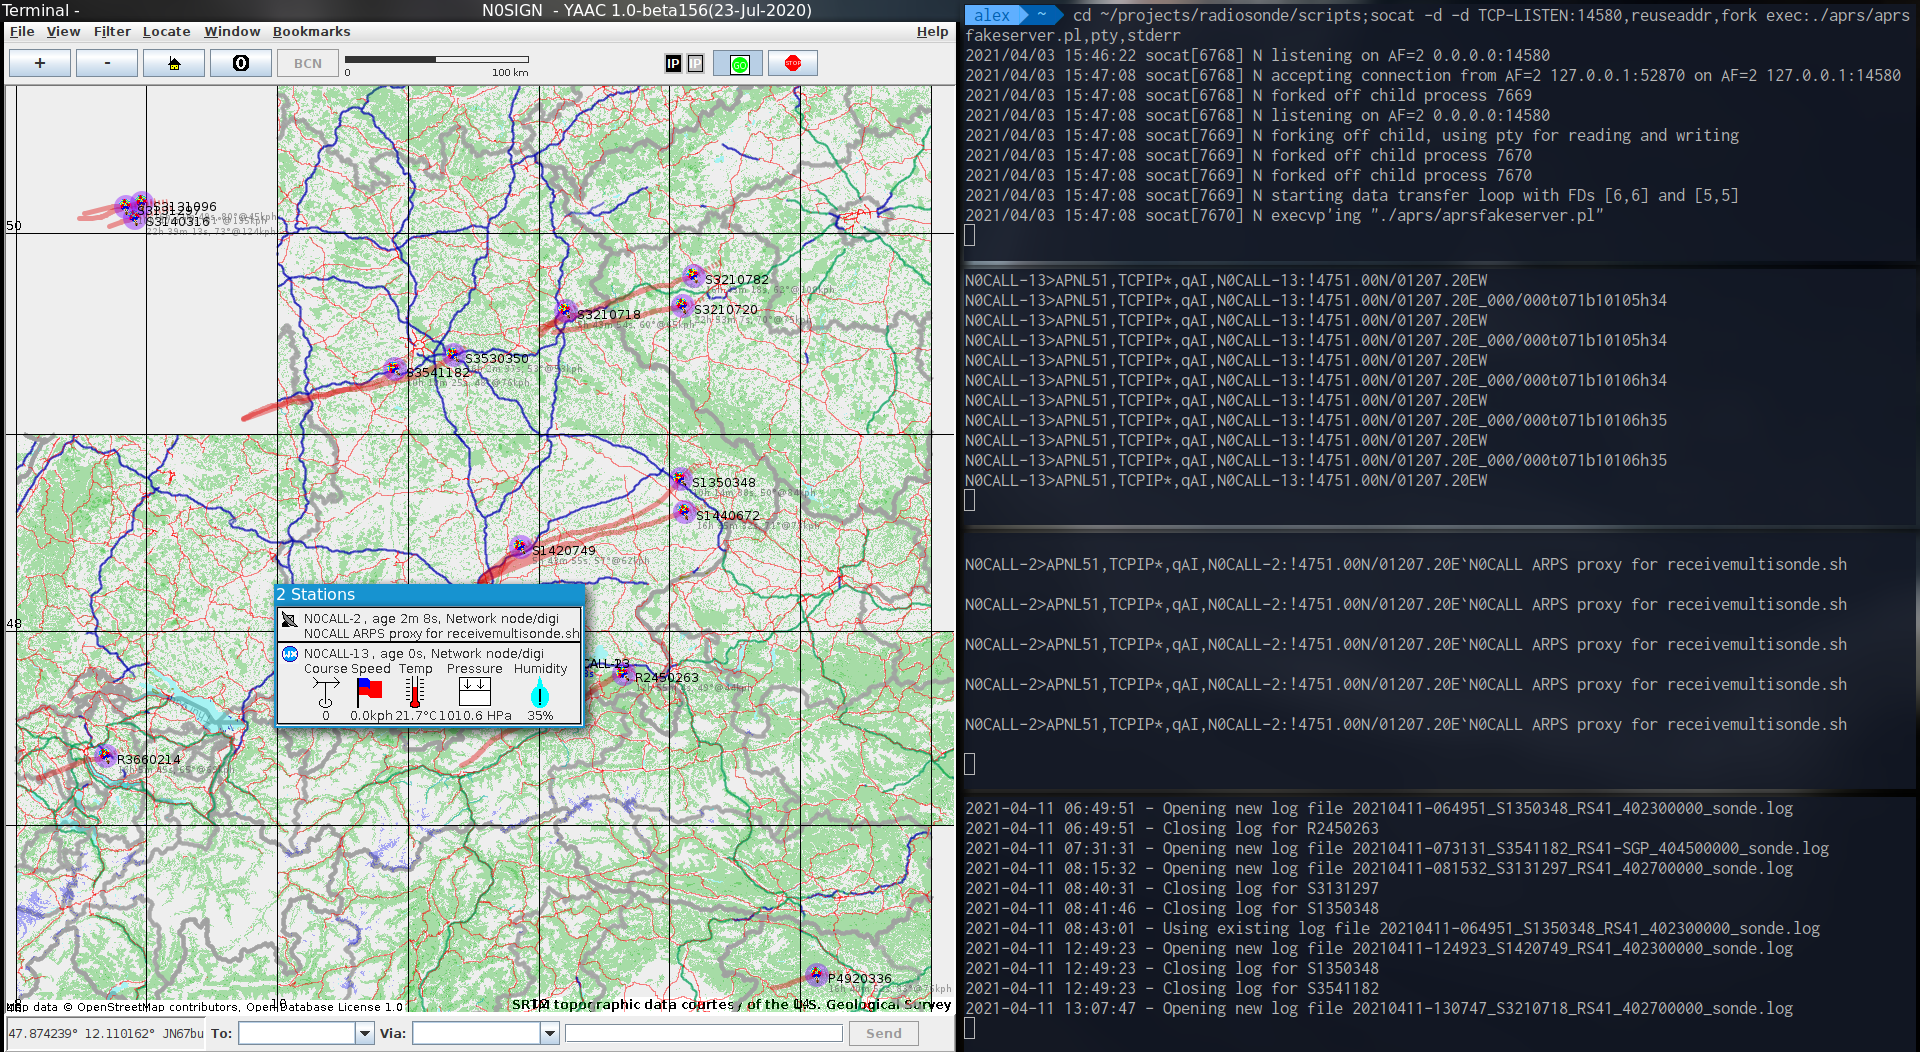 Terminal -
N0SIGN  - YAAC 1.0-beta156(23-Jul-2020)
File View Filter Locate Window Bookmarks Help
+ - 0 BCN 0 100 km IP IP GO STOP
50
S3131096
S3131297
S3140316
22h 39m 13s, 73°@124kph
S3210782
S3210720
S3210718
S3530350
S3541182
S1350348
S1440672
S1420749
48
2 Stations
N0CALL-2 , age 2m 8s, Network node/digi
N0CALL ARPS proxy for receivemultisonde.sh
N0CALL-13 , age 0s, Network node/digi
Course Speed Temp Pressure Humidity
0 0.0kph 21.7°C 1010.6 HPa 35%
R2450263
R3660214
P4920336
10 12 14
Map data © OpenStreetMap contributors, Open Database License 1.0
SRTM topographic data courtesy of the U.S. Geological Survey
47.874239° 12.110162° JN67bu To: Via: Send
alex ~ cd ~/projects/radiosonde/scripts;socat -d -d TCP-LISTEN:14580,reuseaddr,fork exec:./aprs/aprs
fakeserver.pl,pty,stderr
2021/04/03 15:46:22 socat[6768] N listening on AF=2 0.0.0.0:14580
2021/04/03 15:47:08 socat[6768] N accepting connection from AF=2 127.0.0.1:52870 on AF=2 127.0.0.1:14580
2021/04/03 15:47:08 socat[6768] N forked off child process 7669
2021/04/03 15:47:08 socat[6768] N listening on AF=2 0.0.0.0:14580
2021/04/03 15:47:08 socat[7669] N forking off child, using pty for reading and writing
2021/04/03 15:47:08 socat[7669] N forked off child process 7670
2021/04/03 15:47:08 socat[7669] N forked off child process 7670
2021/04/03 15:47:08 socat[7669] N starting data transfer loop with FDs [6,6] and [5,5]
2021/04/03 15:47:08 socat[7670] N execvp'ing "./aprs/aprsfakeserver.pl"
N0CALL-13>APNL51,TCPIP*,qAI,N0CALL-13:!4751.00N/01207.20EW
N0CALL-13>APNL51,TCPIP*,qAI,N0CALL-13:!4751.00N/01207.20E_000/000t071b10105h34
N0CALL-13>APNL51,TCPIP*,qAI,N0CALL-13:!4751.00N/01207.20EW
N0CALL-13>APNL51,TCPIP*,qAI,N0CALL-13:!4751.00N/01207.20E_000/000t071b10105h34
N0CALL-13>APNL51,TCPIP*,qAI,N0CALL-13:!4751.00N/01207.20EW
N0CALL-13>APNL51,TCPIP*,qAI,N0CALL-13:!4751.00N/01207.20E_000/000t071b10106h34
N0CALL-13>APNL51,TCPIP*,qAI,N0CALL-13:!4751.00N/01207.20EW
N0CALL-13>APNL51,TCPIP*,qAI,N0CALL-13:!4751.00N/01207.20E_000/000t071b10106h35
N0CALL-13>APNL51,TCPIP*,qAI,N0CALL-13:!4751.00N/01207.20EW
N0CALL-13>APNL51,TCPIP*,qAI,N0CALL-13:!4751.00N/01207.20E_000/000t071b10106h35
N0CALL-13>APNL51,TCPIP*,qAI,N0CALL-13:!4751.00N/01207.20EW
N0CALL-2>APNL51,TCPIP*,qAI,N0CALL-2:!4751.00N/01207.20E`N0CALL ARPS proxy for receivemultisonde.sh
N0CALL-2>APNL51,TCPIP*,qAI,N0CALL-2:!4751.00N/01207.20E`N0CALL ARPS proxy for receivemultisonde.sh
N0CALL-2>APNL51,TCPIP*,qAI,N0CALL-2:!4751.00N/01207.20E`N0CALL ARPS proxy for receivemultisonde.sh
N0CALL-2>APNL51,TCPIP*,qAI,N0CALL-2:!4751.00N/01207.20E`N0CALL ARPS proxy for receivemultisonde.sh
N0CALL-2>APNL51,TCPIP*,qAI,N0CALL-2:!4751.00N/01207.20E`N0CALL ARPS proxy for receivemultisonde.sh
2021-04-11 06:49:51 - Opening new log file 20210411-064951_S1350348_RS41_402300000_sonde.log
2021-04-11 06:49:51 - Closing log for R2450263
2021-04-11 07:31:31 - Opening new log file 20210411-073131_S3541182_RS41-SGP_404500000_sonde.log
2021-04-11 08:15:32 - Opening new log file 20210411-081532_S3131297_RS41_402700000_sonde.log
2021-04-11 08:40:31 - Closing log for S3131297
2021-04-11 08:41:46 - Closing log for S1350348
2021-04-11 08:43:01 - Using existing log file 20210411-064951_S1350348_RS41_402300000_sonde.log
2021-04-11 12:49:23 - Opening new log file 20210411-124923_S1420749_RS41_402300000_sonde.log
2021-04-11 12:49:23 - Closing log for S1350348
2021-04-11 12:49:23 - Closing log for S3541182
2021-04-11 13:07:47 - Opening new log file 20210411-130747_S3210718_RS41_402700000_sonde.log